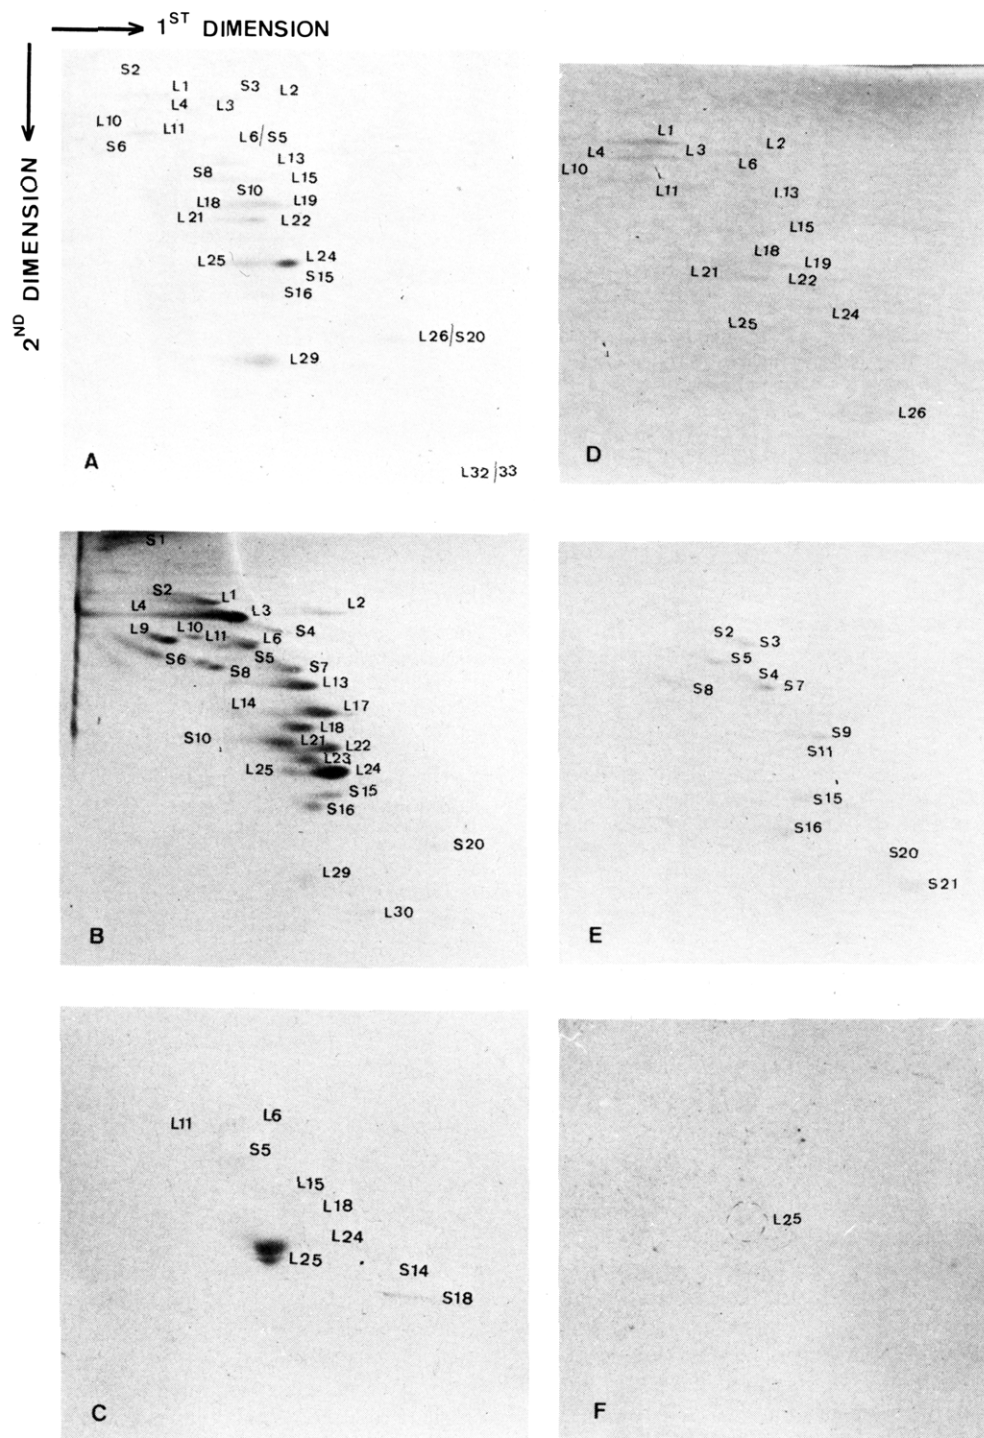 1ST DIMENSION
2ND DIMENSION
S2
L1 S3 L2
L4 L3
L10 L11
S6 L6/S5
L13
S8 L15
S10
L18 L19
L21 L22
L25 L24
S15
S16
L26/S20
L29
A
L32/33
L1 L2
L4 L3 L6
L10
L11 L13
L15
L18 L19
L21 L22
L24
L25
L26
D
S1
S2 L1 L2
L4 L3
L9 L10 L11 L6 S4
S6 S8 S5 S7
L13
L14 L17
L18
S10 L21 L22
L23
L25 L24
S15
S16
S20
L29
L30
B
S2 S3
S5
S4
S8 S7
S9
S11
S15
S16
S20
S21
E
L11 L6
S5
L15
L18
L24
L25
S14
S18
C
L25
F